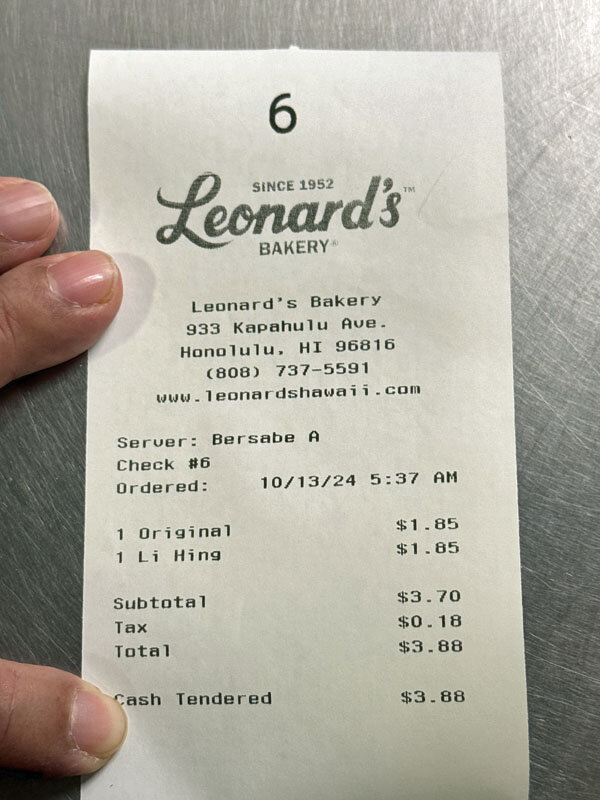 6
SINCE 1952
Leonard's™
BAKERY®
Leonard's Bakery
933 Kapahulu Ave.
Honolulu, HI 96816
(808) 737-5591
www.leonardshawaii.com
Server: Bersabe A
Check #6
Ordered: 10/13/24 5:37 AM
1 Original $1.85
1 Li Hing $1.85
Subtotal $3.70
Tax $0.18
Total $3.88
Cash Tendered $3.88